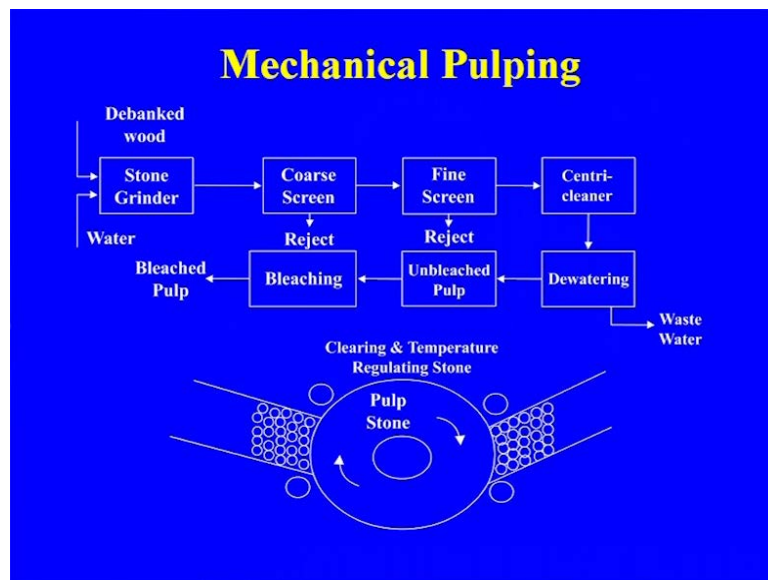 Mechanical Pulping
Debanked
wood
Stone
Grinder
Coarse
Screen
Fine
Screen
Centri-
cleaner
Water
Reject
Reject
Bleached
Pulp
Bleaching
Unbleached
Pulp
Dewatering
Waste
Water
Clearing & Temperature
Regulating Stone
Pulp
Stone